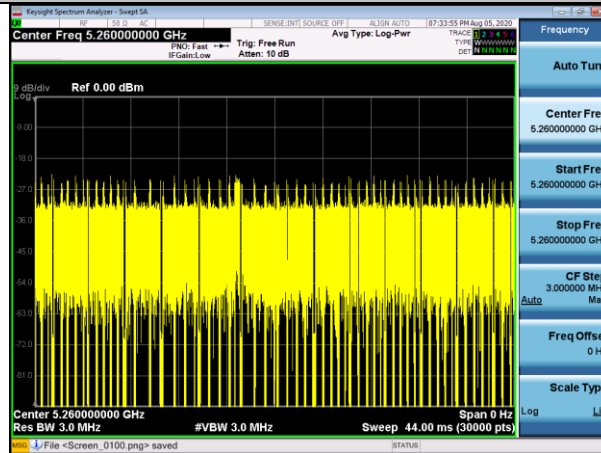 Keysight Spectrum Analyzer - Swept SA
RF 50 Ω AC SENSE:INT SOURCE OFF ALIGN AUTO 07:33:55 PM Aug 05, 2020
Center Freq 5.260000000 GHz
Avg Type: Log-Pwr
TRACE 1 2 3 4 5 6
PNO: Fast Trig: Free Run
TYPE WWWWWW
IFGain:Low Atten: 10 dB
DET N N N N N N
9 dB/div Ref 0.00 dBm
Log
-9.00
-18.0
-27.0
-36.0
-45.0
-54.0
-63.0
-72.0
-81.0
Center 5.260000000 GHz Span 0 Hz
Res BW 3.0 MHz #VBW 3.0 MHz Sweep 44.00 ms (30000 pts)
MSG File <Screen_0100.png> saved STATUS
Frequency
Auto Tun
Center Fre
5.260000000 GH
Start Fre
5.260000000 GH
Stop Fre
5.260000000 GH
CF Ste
3.000000 MH
Auto Ma
Freq Offse
0 H
Scale Typ
Log Li